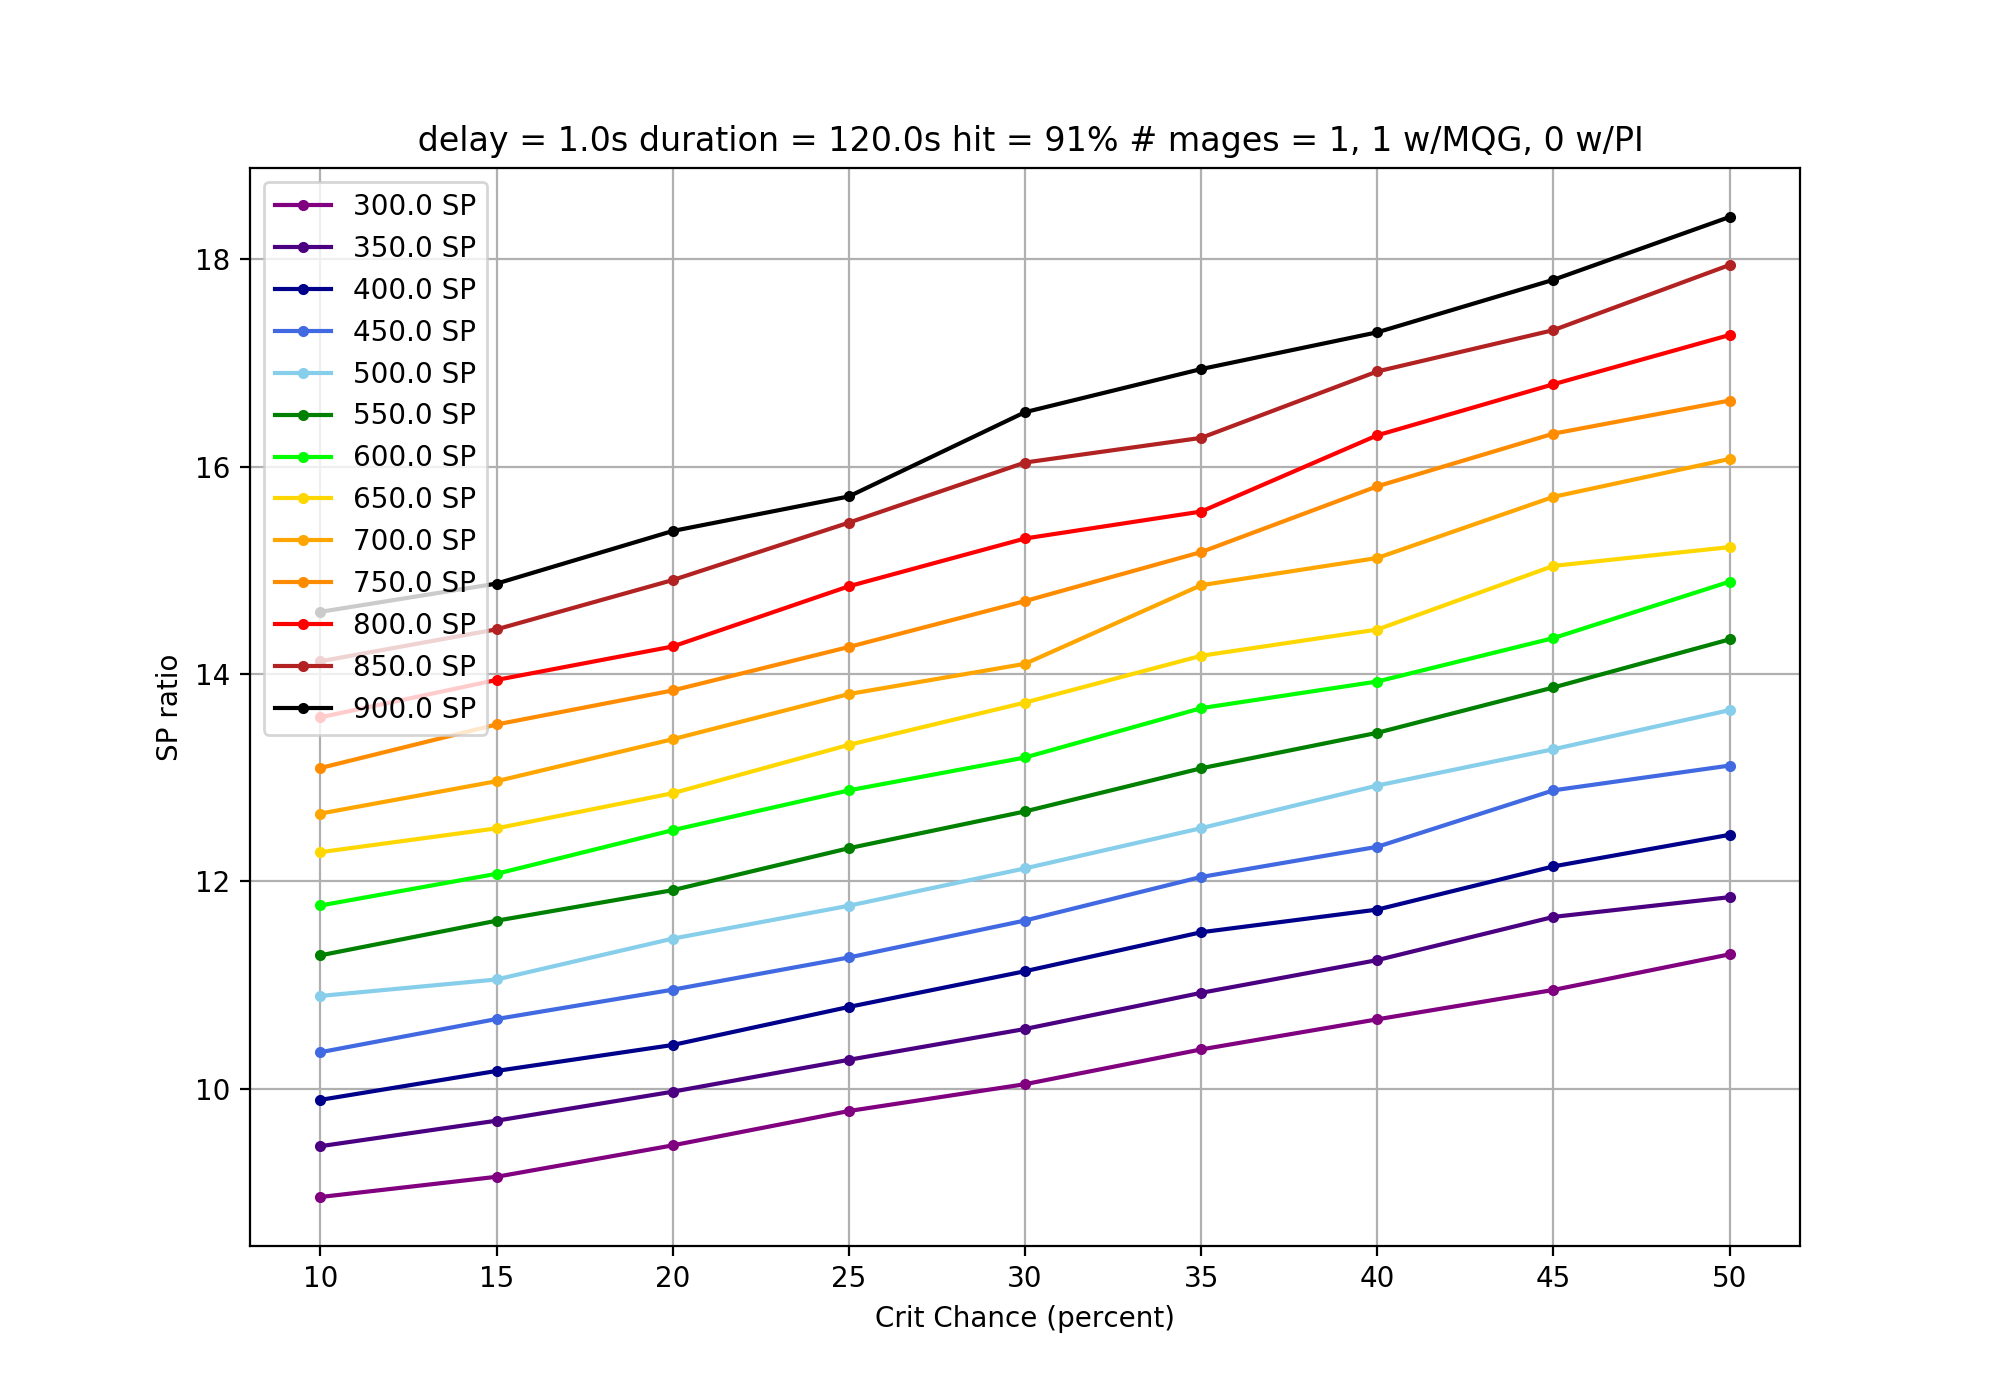 delay = 1.0s duration = 120.0s hit = 91% # mages = 1, 1 w/MQG, 0 w/PI
300.0 SP
350.0 SP
400.0 SP
450.0 SP
500.0 SP
550.0 SP
600.0 SP
650.0 SP
700.0 SP
750.0 SP
800.0 SP
850.0 SP
900.0 SP
18
16
14
12
10
SP ratio
10 15 20 25 30 35 40 45 50
Crit Chance (percent)